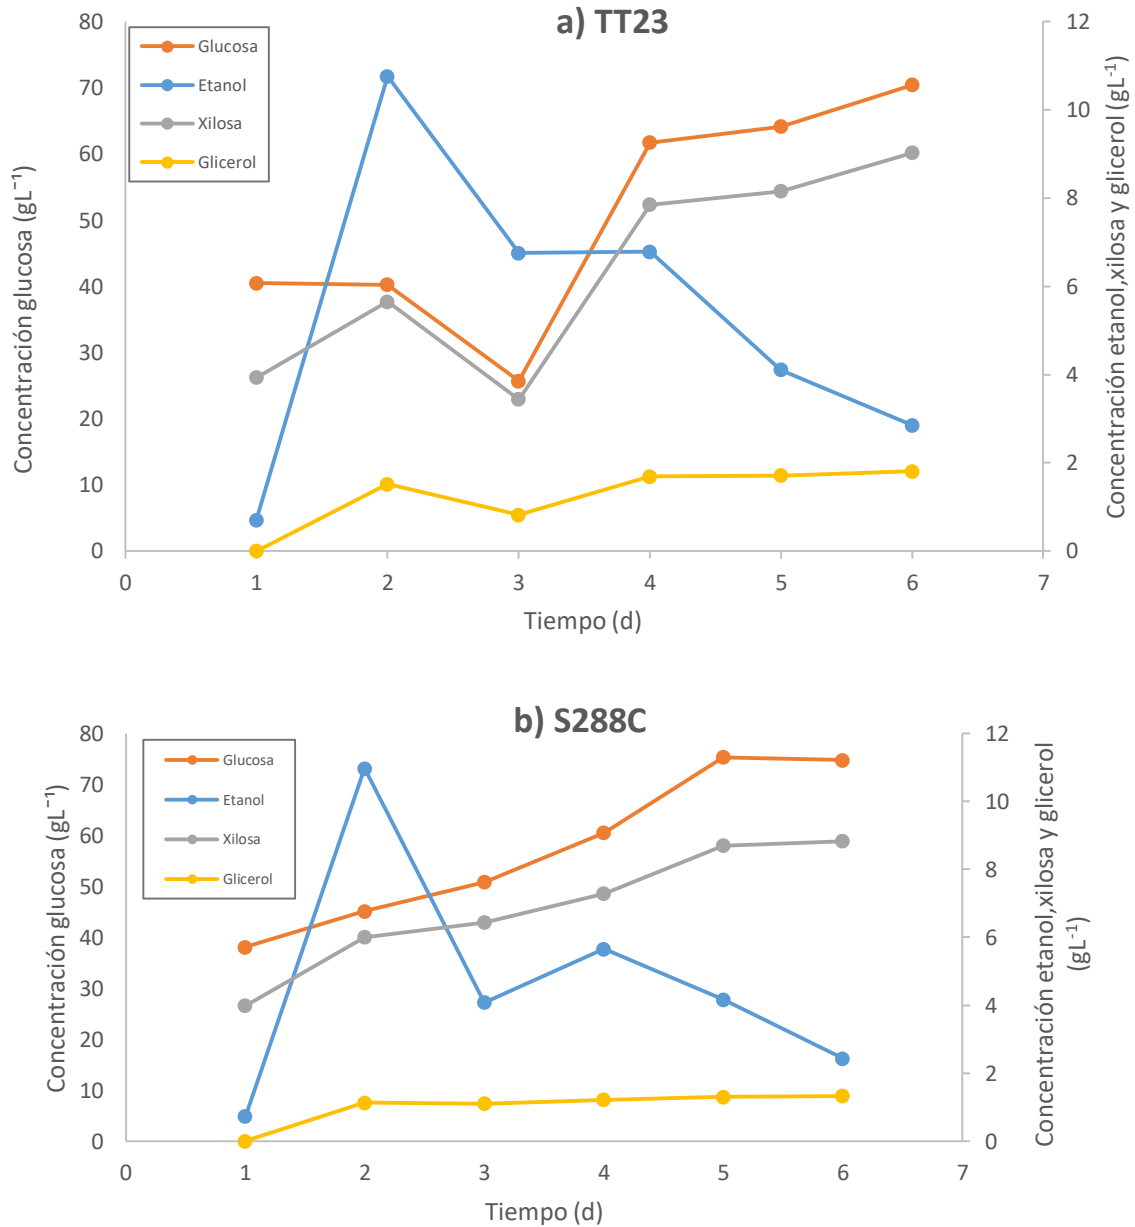 a) TT23
Glucosa
Etanol
Xilosa
Glicerol
Concentración glucosa (gL⁻¹)
80
70
60
50
40
30
20
10
0
12
10
8
6
4
2
0
Concentración etanol,xilosa y glicerol (gL⁻¹)
0 1 2 3 4 5 6 7
Tiempo (d)
b) S288C
Glucosa
Etanol
Xilosa
Glicerol
Concentración glucosa (gL⁻¹)
80
70
60
50
40
30
20
10
0
12
10
8
6
4
2
0
Concentración etanol,xilosa y glicerol
(gL⁻¹)
0 1 2 3 4 5 6 7
Tiempo (d)